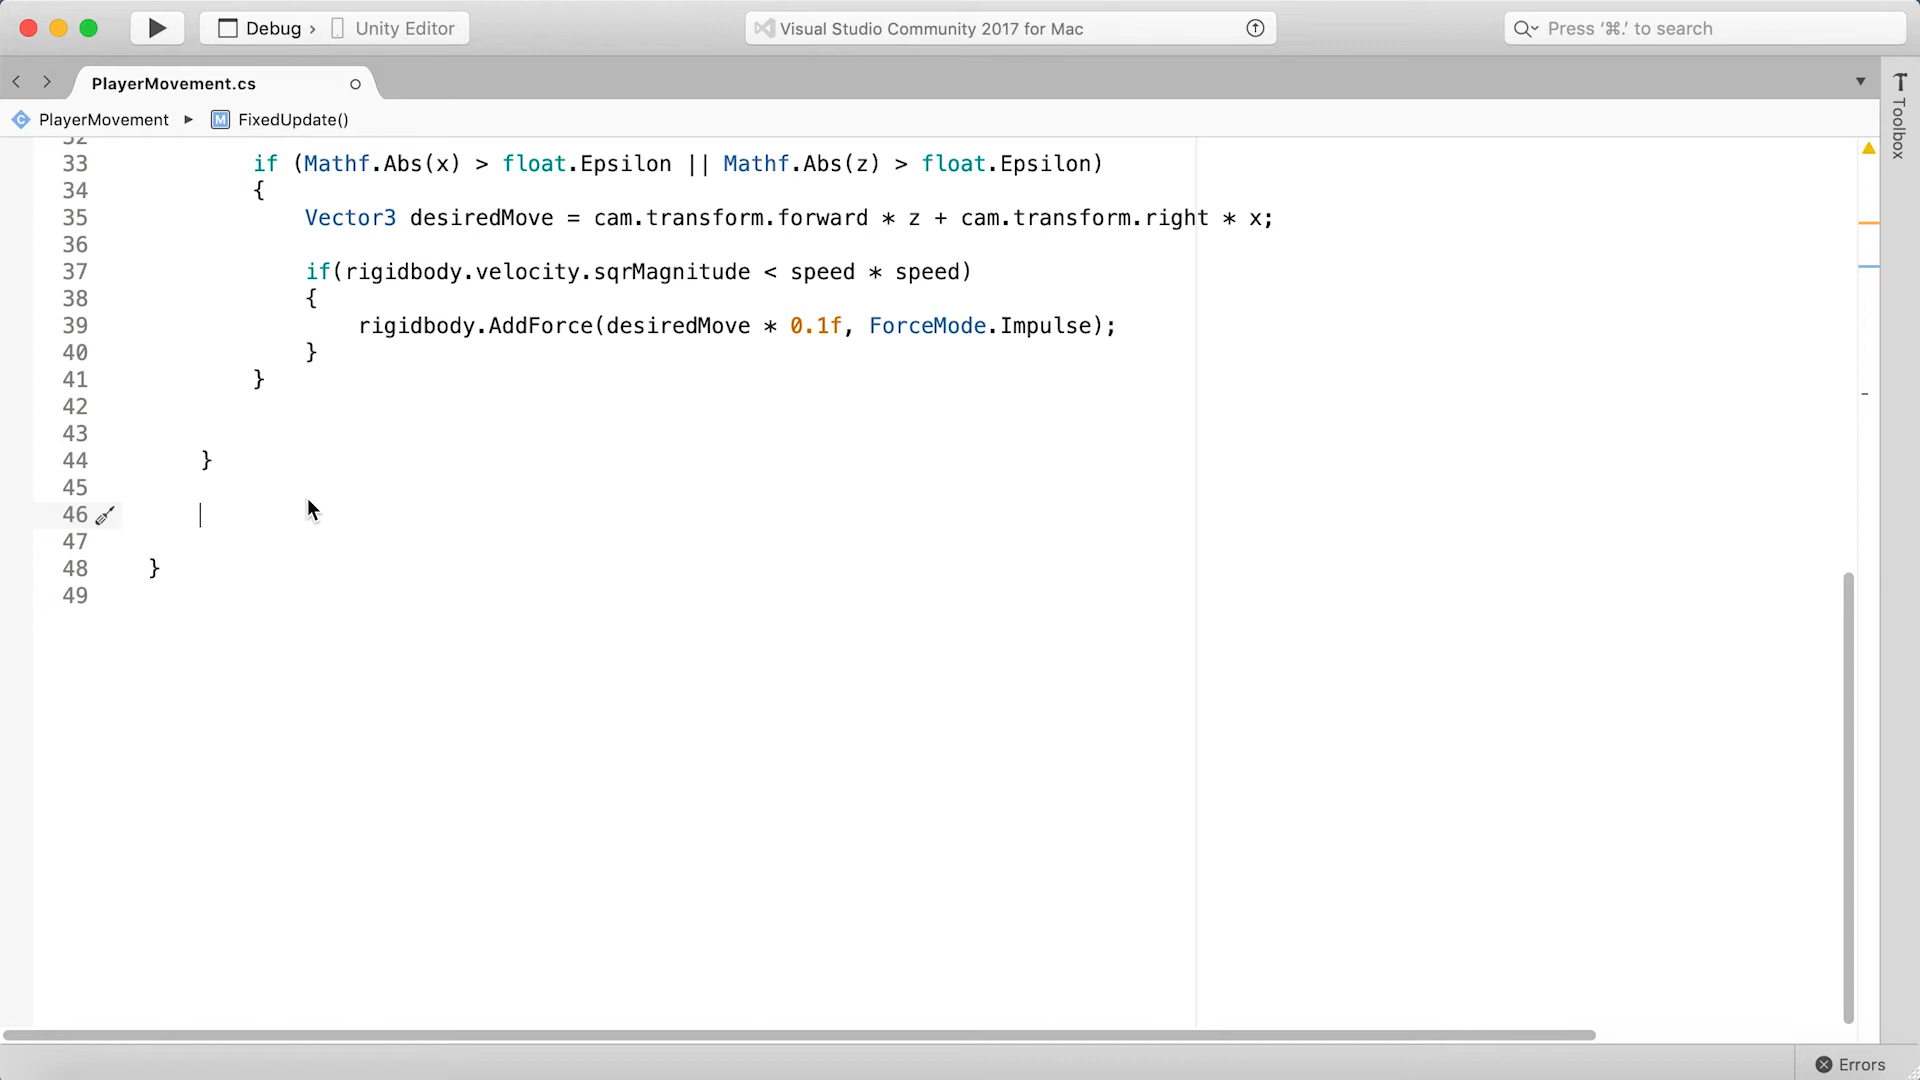 Debug › Unity Editor
Visual Studio Community 2017 for Mac
Press ‘⌘.’ to search
PlayerMovement.cs
Toolbox
PlayerMovement ▸ M FixedUpdate()
32
33 if (Mathf.Abs(x) > float.Epsilon || Mathf.Abs(z) > float.Epsilon)
34 {
35 Vector3 desiredMove = cam.transform.forward * z + cam.transform.right * x;
36
37 if(rigidbody.velocity.sqrMagnitude < speed * speed)
38 {
39 rigidbody.AddForce(desiredMove * 0.1f, ForceMode.Impulse);
40 }
41 }
42
43
44 }
45
46
47
48 }
49
Errors